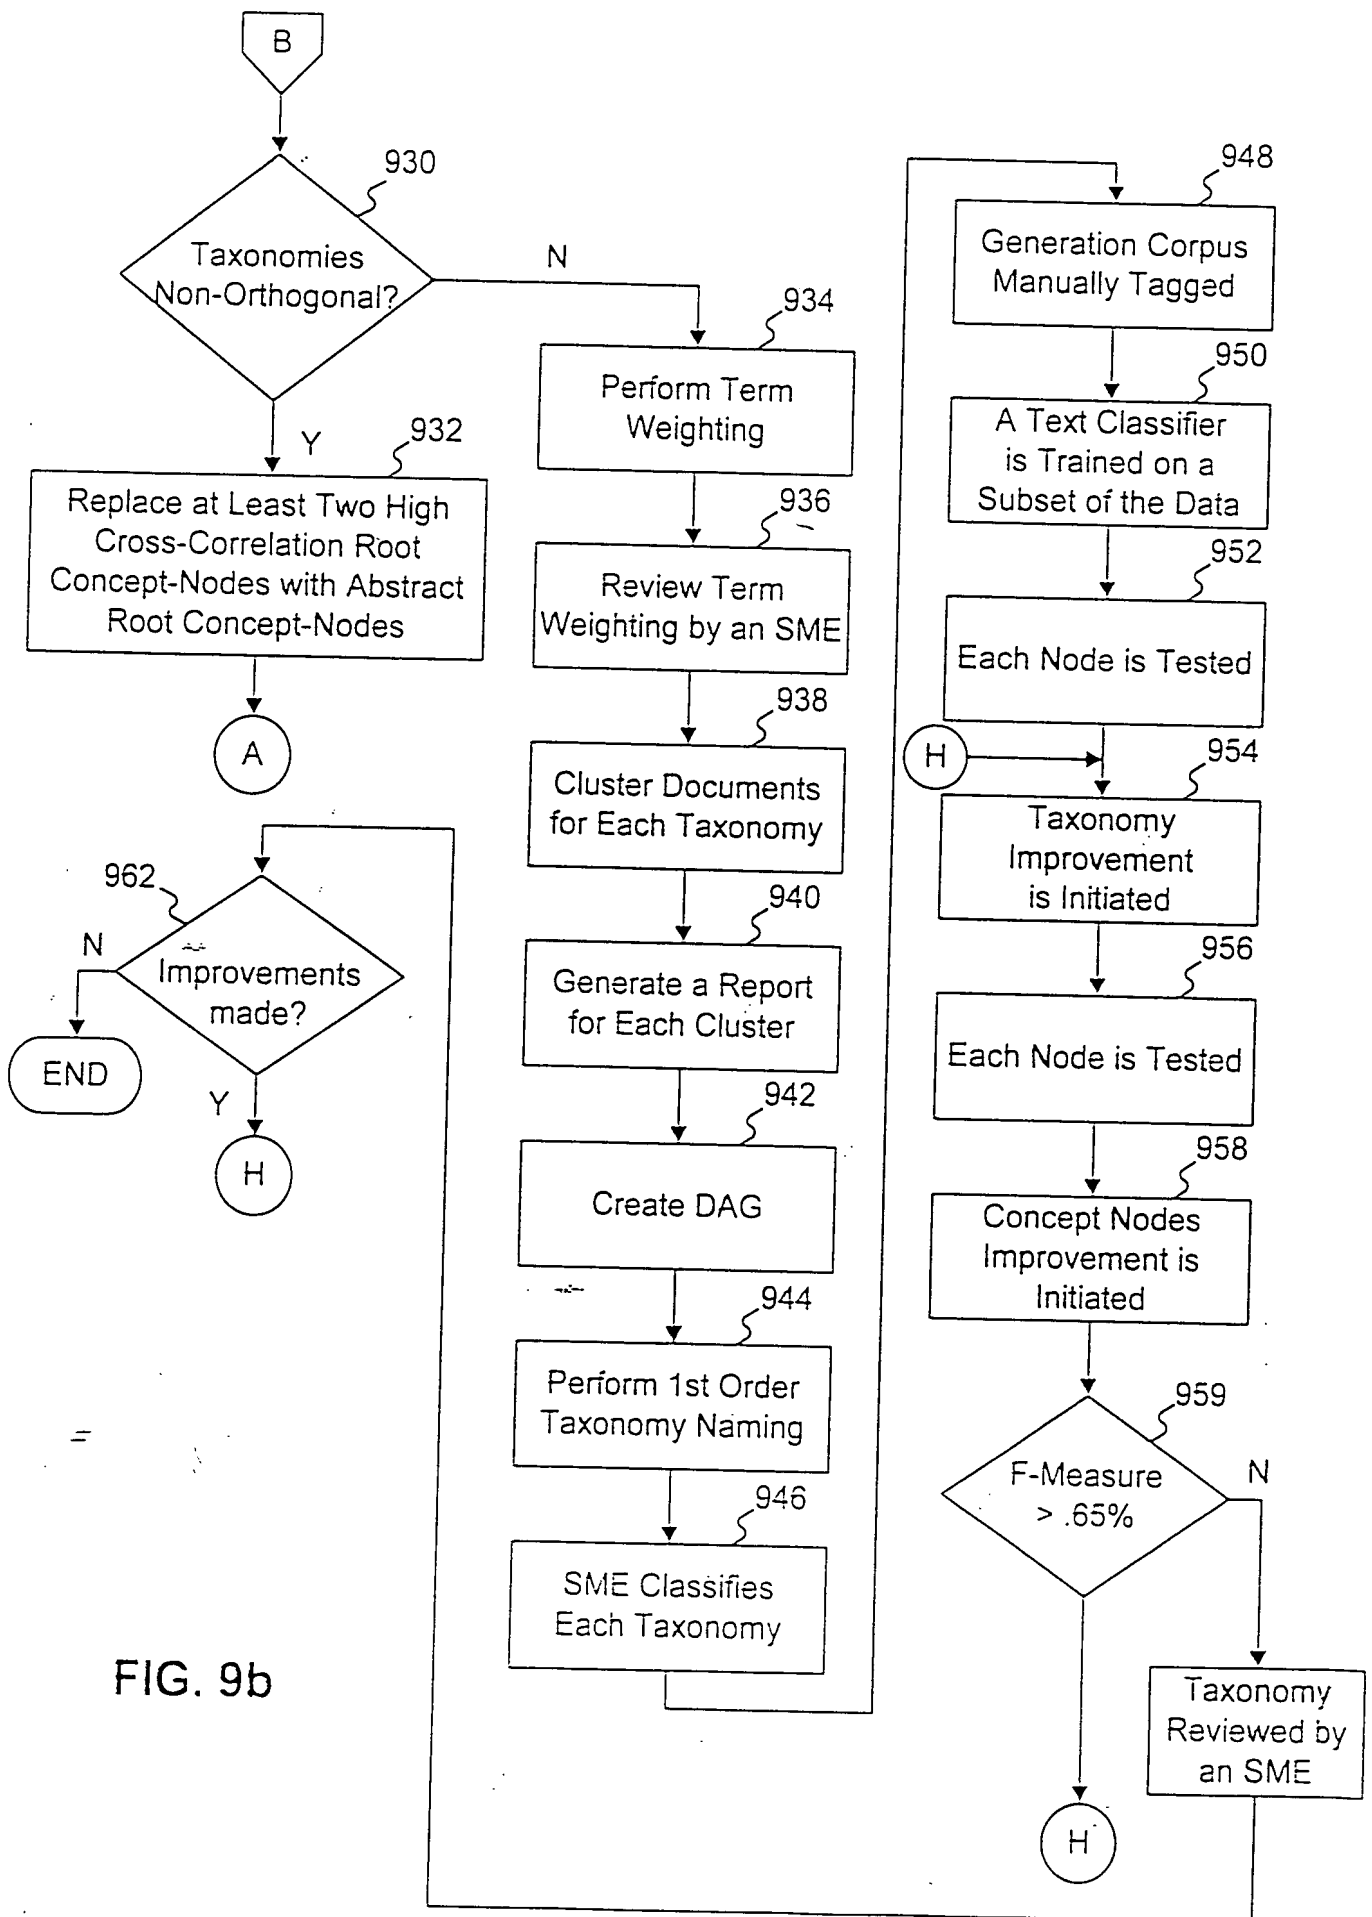 B
930
Taxonomies
Non-Orthogonal?
N
Y
932
Replace at Least Two High
Cross-Correlation Root
Concept-Nodes with Abstract
Root Concept-Nodes
A
962
N
Improvements
made?
END
Y
H
934
Perform Term
Weighting
936
Review Term
Weighting by an SME
938
Cluster Documents
for Each Taxonomy
940
Generate a Report
for Each Cluster
942
Create DAG
944
Perform 1st Order
Taxonomy Naming
946
SME Classifies
Each Taxonomy
948
Generation Corpus
Manually Tagged
950
A Text Classifier
is Trained on a
Subset of the Data
952
Each Node is Tested
H
954
Taxonomy
Improvement
is Initiated
956
Each Node is Tested
958
Concept Nodes
Improvement is
Initiated
959
F-Measure
> .65%
N
Taxonomy
Reviewed by
an SME
H
FIG. 9b